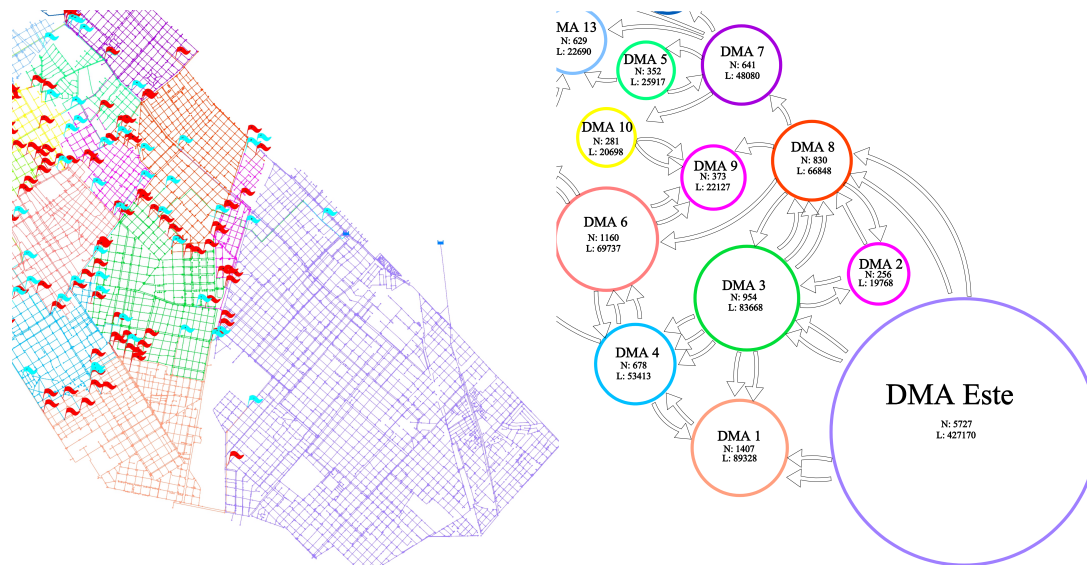 MA 13
N: 629
L: 22690
DMA 5
N: 352
L: 25917
DMA 7
N: 641
L: 48080
DMA 10
N: 281
L: 20698
DMA 9
N: 373
L: 22127
DMA 8
N: 830
L: 66848
DMA 6
N: 1160
L: 69737
DMA 3
N: 954
L: 83668
DMA 2
N: 256
L: 19768
DMA 4
N: 678
L: 53413
DMA 1
N: 1407
L: 89328
DMA Este
N: 5727
L: 427170